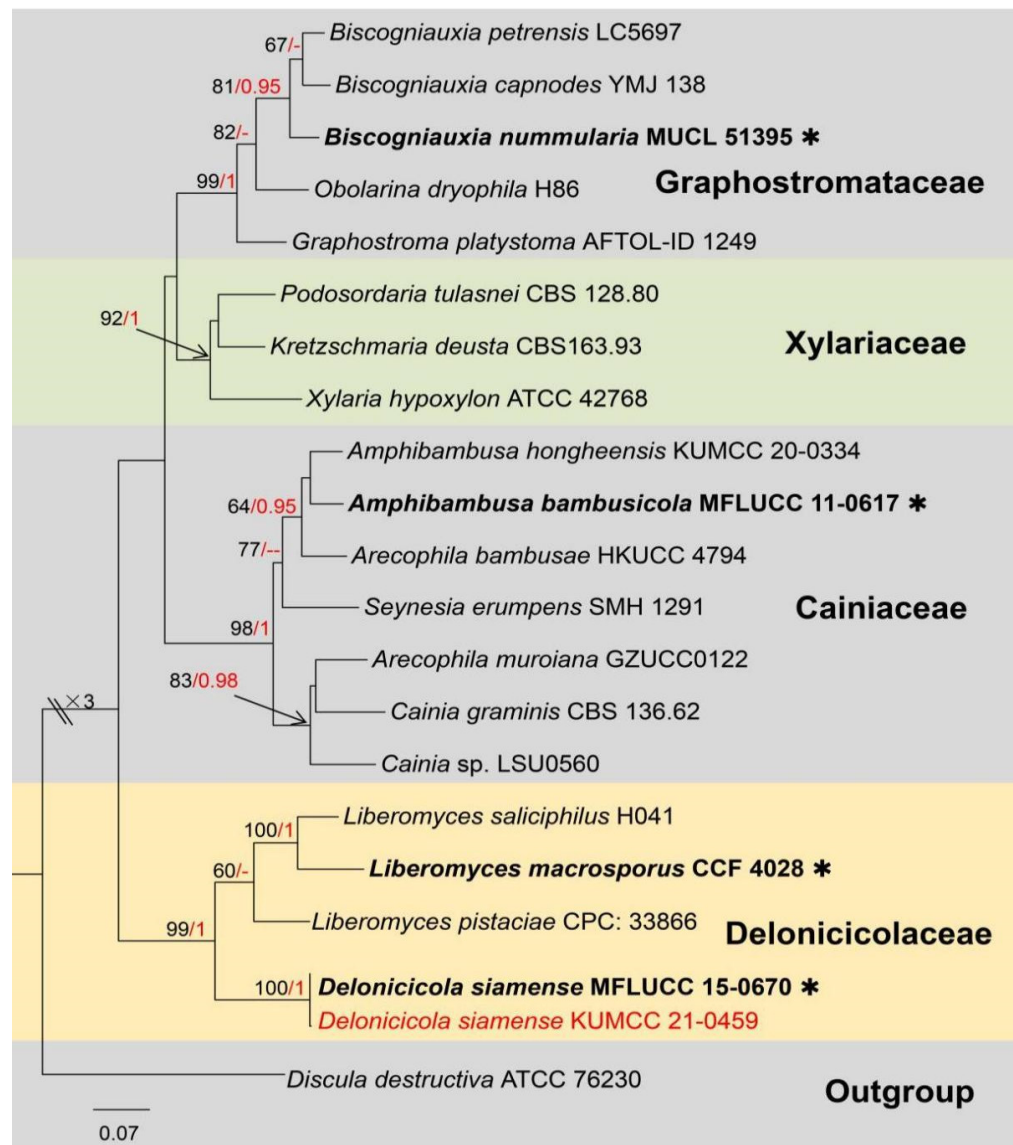 Biscogniauxia petrensis LC5697
67/-
Biscogniauxia capnodes YMJ 138
81/0.95
82/-
Biscogniauxia nummularia MUCL 51395 *
99/1
Obolarina dryophila H86
Graphostromataceae
Graphostroma platystoma AFTOL-ID 1249
Podosordaria tulasnei CBS 128.80
92/1
Kretzschmaria deusta CBS163.93
Xylariaceae
Xylaria hypoxylon ATCC 42768
Amphibambusa hongheensis KUMCC 20-0334
64/0.95
Amphibambusa bambusicola MFLUCC 11-0617 *
77/--
Arecophila bambusae HKUCC 4794
Seynesia erumpens SMH 1291
Cainiaceae
98/1
Arecophila muroiana GZUCC0122
83/0.98
×3
Cainia graminis CBS 136.62
Cainia sp. LSU0560
Liberomyces saliciphilus H041
100/1
Liberomyces macrosporus CCF 4028 *
60/-
Liberomyces pistaciae CPC: 33866
99/1
Delonicicolaceae
100/1
Delonicicola siamense MFLUCC 15-0670 *
Delonicicola siamense KUMCC 21-0459
Discula destructiva ATCC 76230
Outgroup
0.07